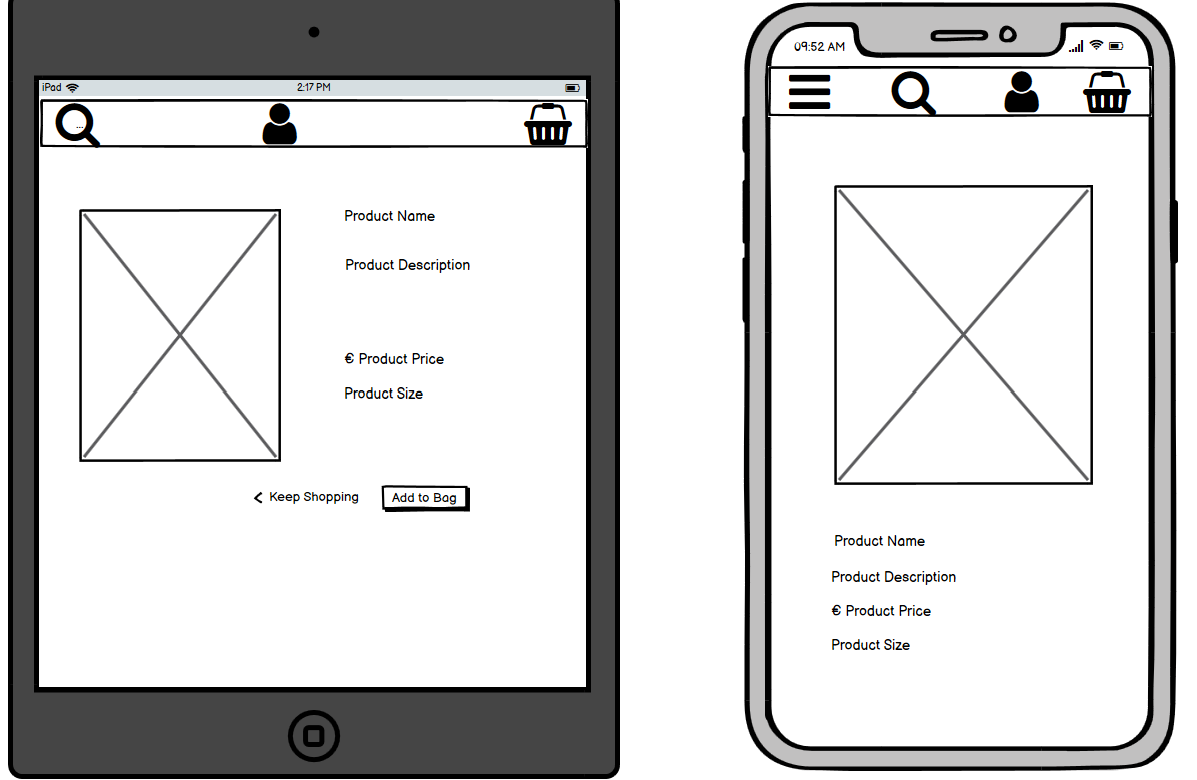 iPad
2:17 PM
...
Product Name
Product Description
€ Product Price
Product Size
< Keep Shopping
Add to Bag
09:52 AM
Product Name
Product Description
€ Product Price
Product Size